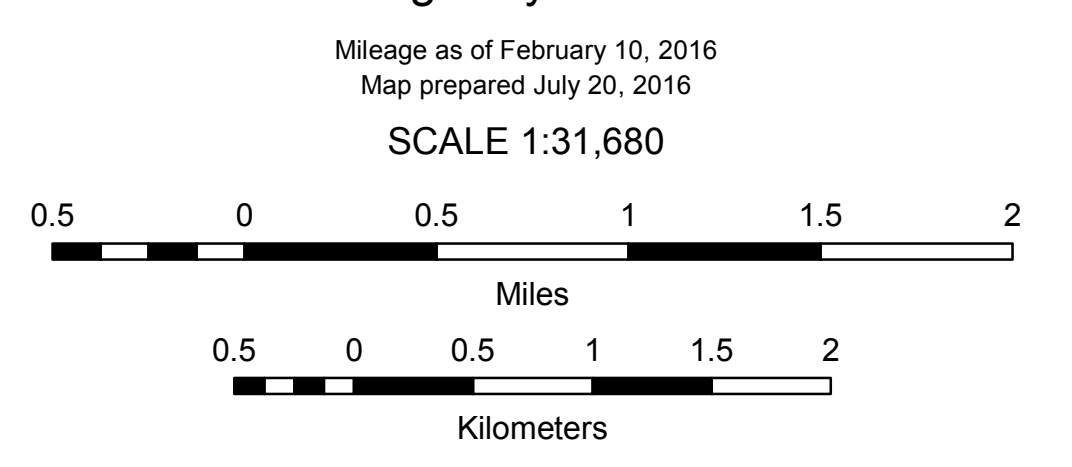 Mileage as of February 10, 2016
Map prepared July 20, 2016
SCALE 1:31,680
0.5 0 0.5 1 1.5 2
Miles
0.5 0 0.5 1 1.5 2
Kilometers